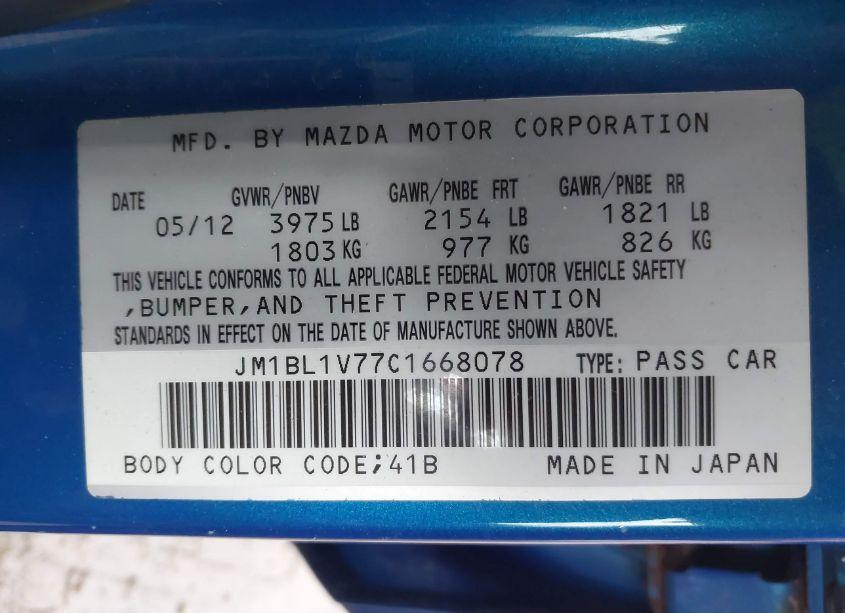 MFD. BY MAZDA MOTOR CORPORATION
DATE GVWR/PNBV GAWR/PNBE FRT GAWR/PNBE RR
05/12 3975 LB 2154 LB 1821 LB
1803 KG 977 KG 826 KG
THIS VEHICLE CONFORMS TO ALL APPLICABLE FEDERAL MOTOR VEHICLE SAFETY
,BUMPER,AND THEFT PREVENTION
STANDARDS IN EFFECT ON THE DATE OF MANUFACTURE SHOWN ABOVE.
JM1BL1V77C1668078 TYPE: PASS CAR
BODY COLOR CODE;41B MADE IN JAPAN